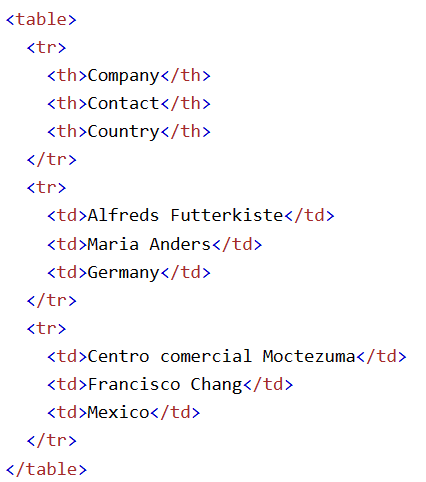 <table>
  <tr>
    <th>Company</th>
    <th>Contact</th>
    <th>Country</th>
  </tr>
  <tr>
    <td>Alfreds Futterkiste</td>
    <td>Maria Anders</td>
    <td>Germany</td>
  </tr>
  <tr>
    <td>Centro comercial Moctezuma</td>
    <td>Francisco Chang</td>
    <td>Mexico</td>
  </tr>
</table>